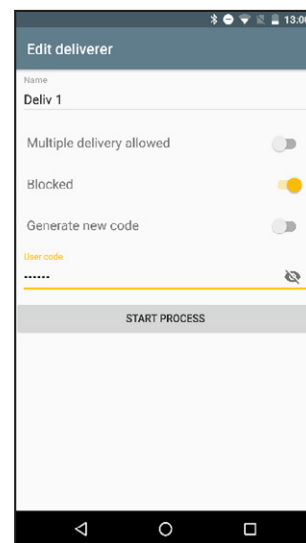 13:00
Edit deliverer
Name
Deliv 1
Multiple delivery allowed
Blocked
Generate new code
User code
••••••
START PROCESS